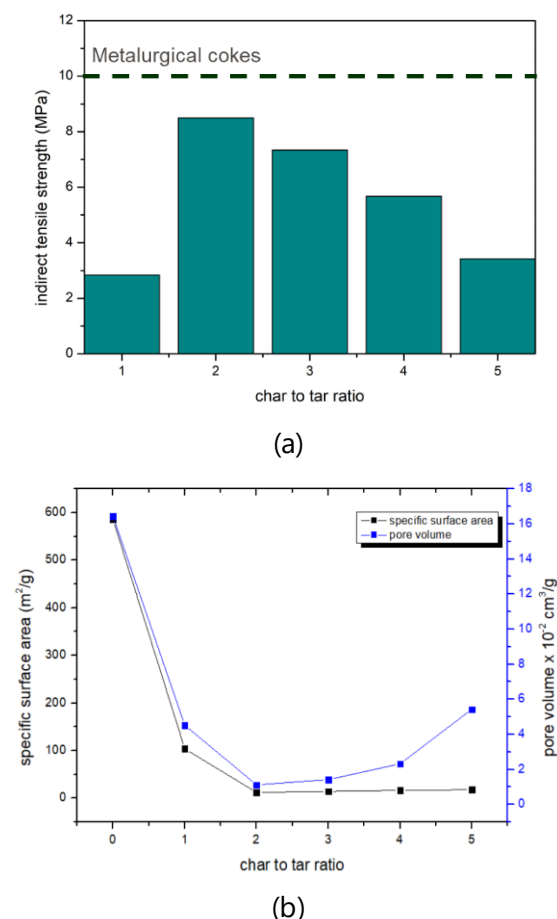 12
Metalurgical cokes
10
8
6
4
2
0
indirect tensile strength (MPa)
1 2 3 4 5
char to tar ratio
(a)
600
500
400
300
200
100
0
specific surface area (m²/g)
specific surface area
pore volume
18
16
14
12
10
8
6
4
2
0
pore volume x 10⁻² cm³/g
0 1 2 3 4 5
char to tar ratio
(b)